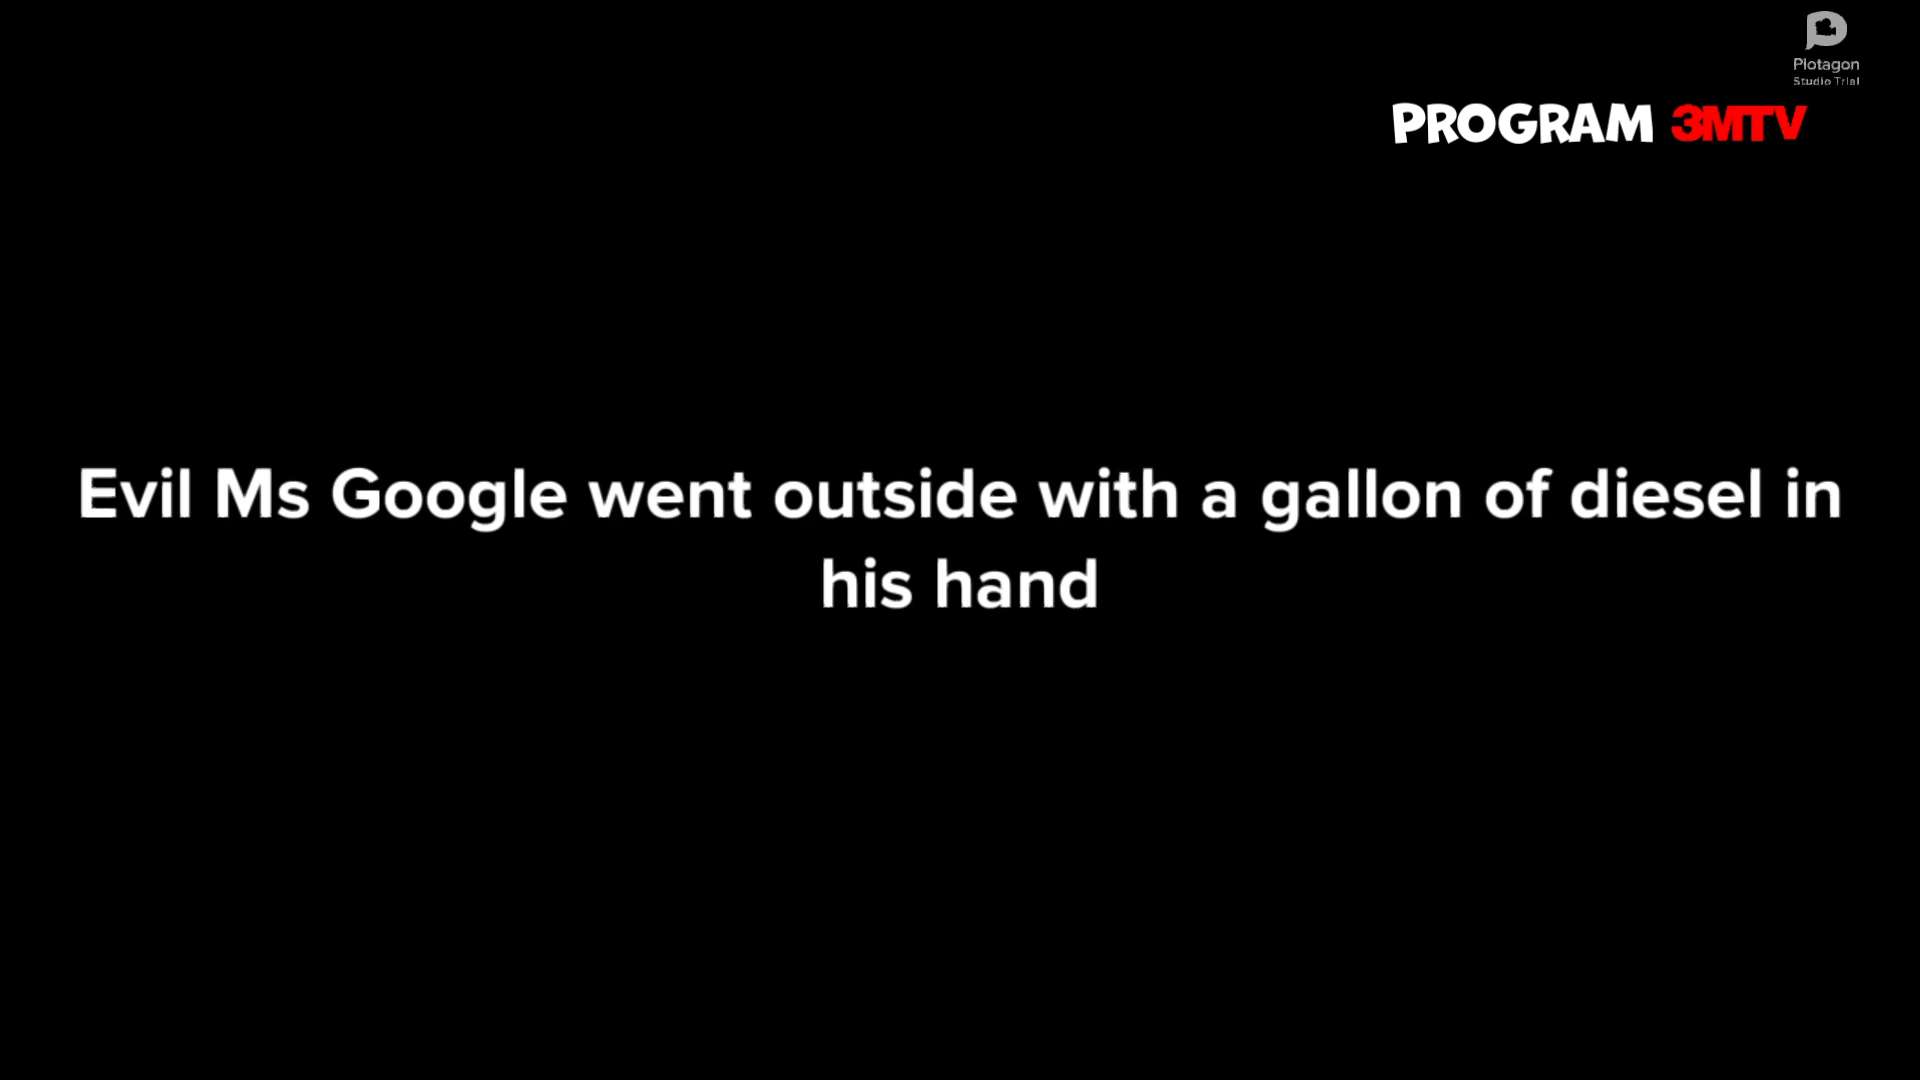 Plotagon
Studio Trial
PROGRAM 3MTV
Evil Ms Google went outside with a gallon of diesel in
his hand